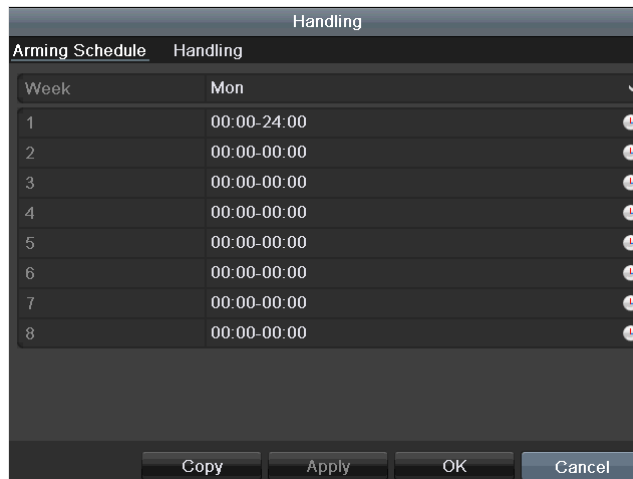 Handling
Arming Schedule Handling
Week Mon
1 00:00-24:00
2 00:00-00:00
3 00:00-00:00
4 00:00-00:00
5 00:00-00:00
6 00:00-00:00
7 00:00-00:00
8 00:00-00:00
Copy Apply OK Cancel